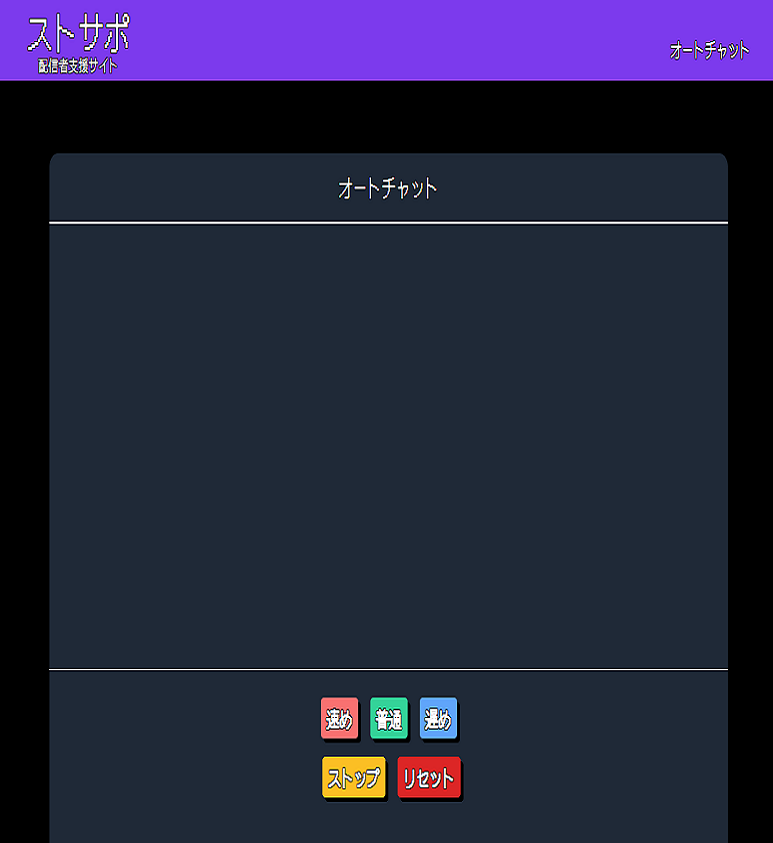 ストサポ
配信者支援サイト
オートチャット
オートチャット
速め 普通 遅め
ストップ リセット